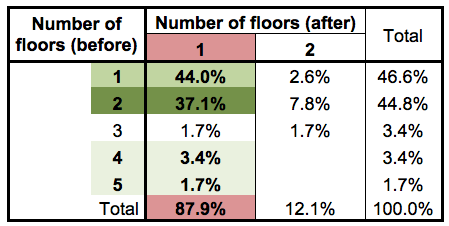 Number of floors (before) Number of floors (after) Total
1 2
1 44.0% 2.6% 46.6%
2 37.1% 7.8% 44.8%
3 1.7% 1.7% 3.4%
4 3.4% 3.4%
5 1.7% 1.7%
Total 87.9% 12.1% 100.0%